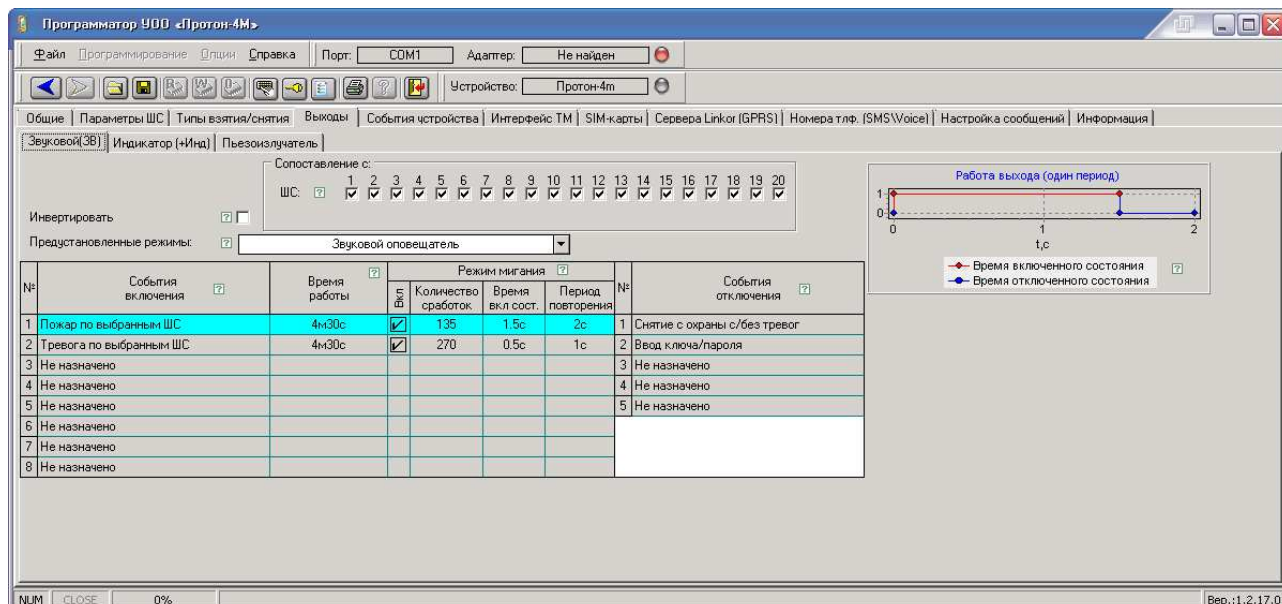 Программатор УОО «Протон-4М»
Файл Программирование Опции Справка Порт: COM1 Адаптер: Не найден
Устройство: Протон-4m
Общие Параметры ШС Типы взятия/снятия Выходы События устройства Интерфейс ТМ SIM-карты Сервера Linkor (GPRS) Номера тлф. (SMS\Voice) Настройка сообщений Информация
Звуковой(ЗВ) Индикатор (+Инд) Пьезоизлучатель
Сопоставление с:
1 2 3 4 5 6 7 8 9 10 11 12 13 14 15 16 17 18 19 20
ШС: ?
Инвертировать ?
Предустановленные режимы: ? Звуковой оповещатель
Работа выхода (один период)
1
0
0 1 2
t,c
Время включенного состояния ?
Время отключенного состояния
№ События включения ? Время работы ? Режим мигания ? № События отключения ?
Вкл Количество сработок Время вкл сост. Период повторения
1 Пожар по выбранным ШС 4м30с 135 1.5с 2с 1 Снятие с охраны с/без тревог
2 Тревога по выбранным ШС 4м30с 270 0.5с 1с 2 Ввод ключа/пароля
3 Не назначено 3 Не назначено
4 Не назначено 4 Не назначено
5 Не назначено 5 Не назначено
6 Не назначено
7 Не назначено
8 Не назначено
NUM CLOSE 0% Вер.:1.2.17.0